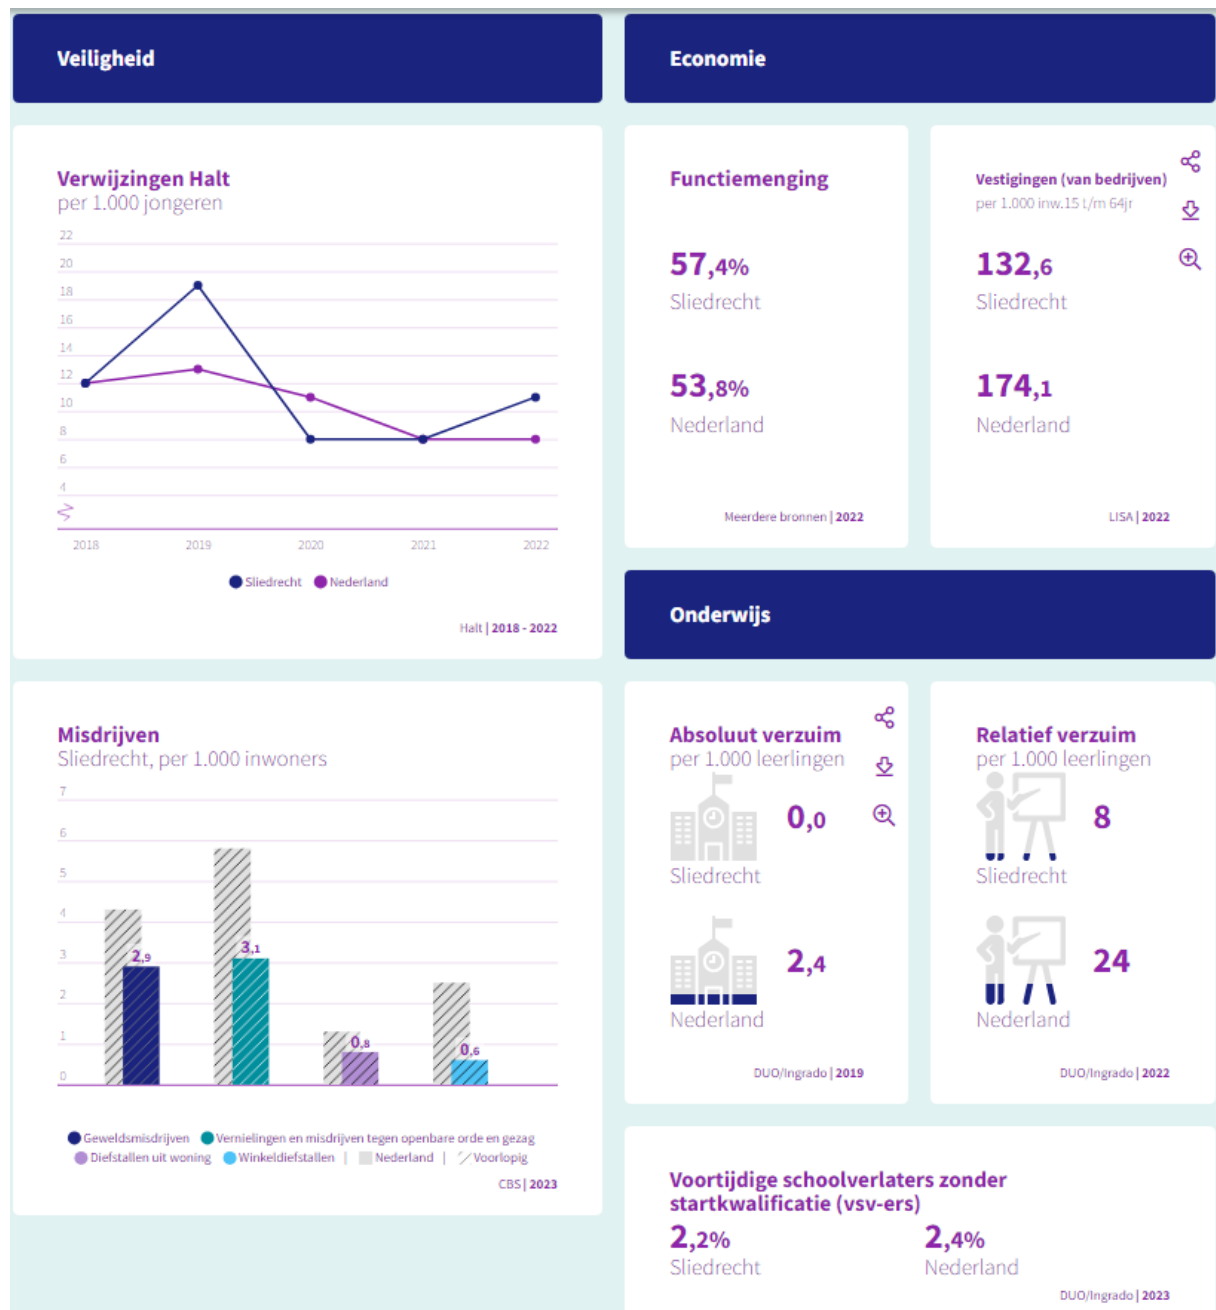 Veiligheid
Verwijzingen Halt
per 1.000 jongeren
22
20
18
16
14
12
10
8
6
4
2018 2019 2020 2021 2022
Sliedrecht Nederland
Halt | 2018 - 2022
Misdrijven
Sliedrecht, per 1.000 inwoners
7
6
5
4
3
2
1
0
2,9
3,1
0,8
0,6
Geweldsmisdrijven Vernielingen en misdrijven tegen openbare orde en gezag
Diefstallen uit woning Winkeldiefstallen | Nederland | Voorlopig
CBS | 2023
Economie
Functiemenging
57,4%
Sliedrecht
53,8%
Nederland
Meerdere bronnen | 2022
Vestigingen (van bedrijven)
per 1.000 inw.15 t/m 64jr
132,6
Sliedrecht
174,1
Nederland
LISA | 2022
Onderwijs
Absoluut verzuim
per 1.000 leerlingen
0,0
Sliedrecht
2,4
Nederland
DUO/Ingrado | 2019
Relatief verzuim
per 1.000 leerlingen
8
Sliedrecht
24
Nederland
DUO/Ingrado | 2022
Voortijdige schoolverlaters zonder
startkwalificatie (vsv-ers)
2,2% 2,4%
Sliedrecht Nederland
DUO/Ingrado | 2023